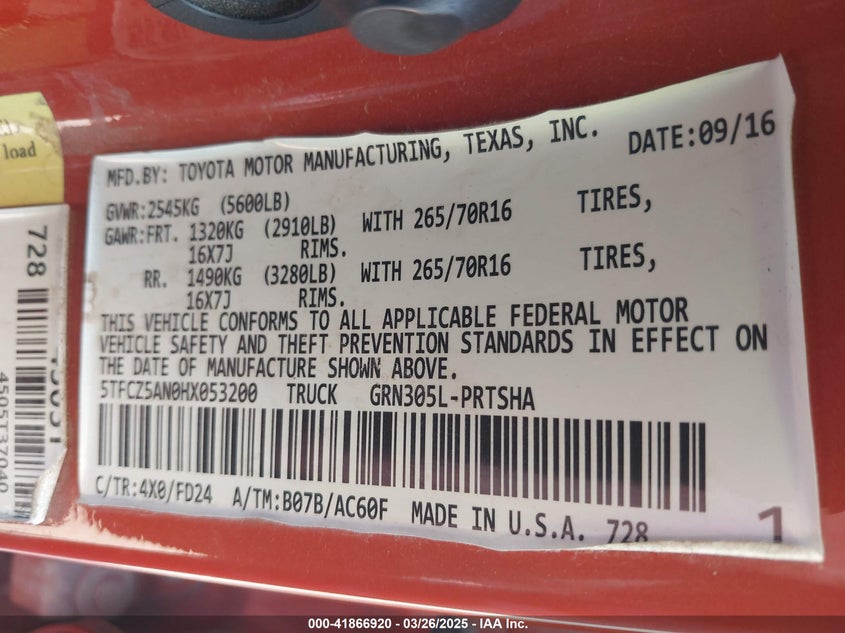 load
MFD.BY: TOYOTA MOTOR MANUFACTURING, TEXAS, INC. DATE:09/16
GVWR:2545KG (5600LB)
GAWR:FRT. 1320KG (2910LB) WITH 265/70R16 TIRES,
16X7J RIMS.
RR. 1490KG (3280LB) WITH 265/70R16 TIRES,
16X7J RIMS.
THIS VEHICLE CONFORMS TO ALL APPLICABLE FEDERAL MOTOR
VEHICLE SAFETY AND THEFT PREVENTION STANDARDS IN EFFECT ON
THE DATE OF MANUFACTURE SHOWN ABOVE.
5TFCZ5AN0HX053200 TRUCK GRN305L-PRTSHA
C/TR:4X0/FD24 A/TM:B07B/AC60F MADE IN U.S.A. 728 1
728
4505T37040
000-41866920 - 03/26/2025 - IAA Inc.